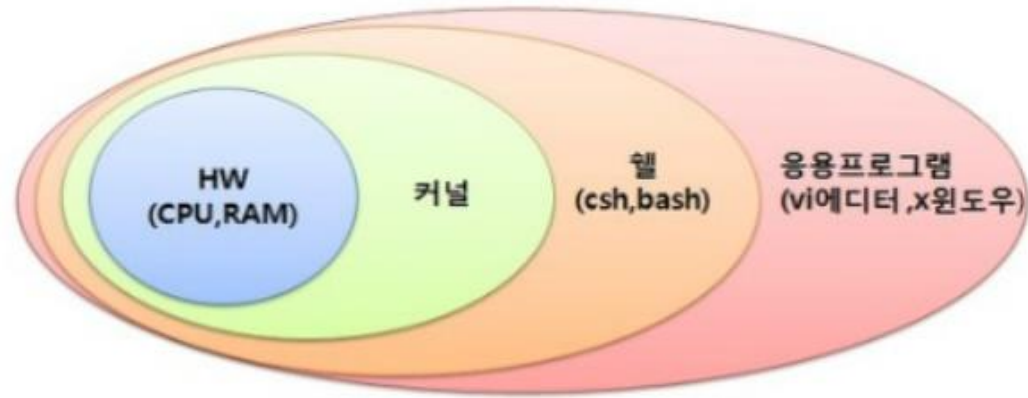 HW
(CPU,RAM)
커널
쉘
(csh,bash)
응용프로그램
(vi에디터 ,X윈도우)